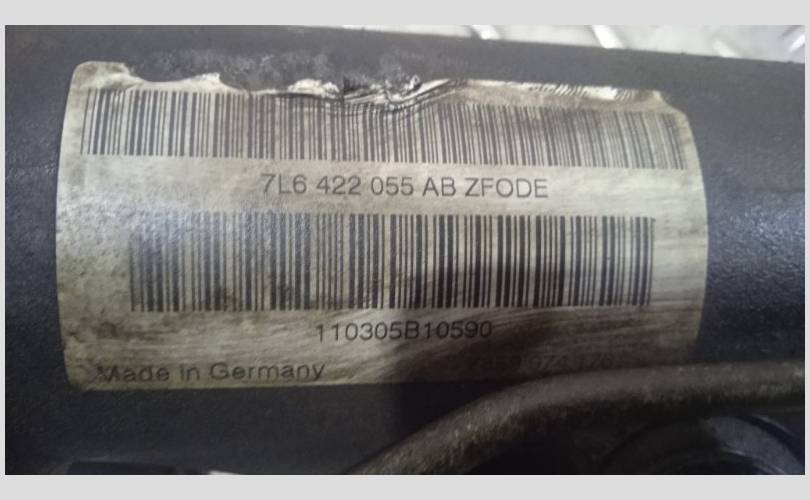 7L6 422 055 AB ZFODE
110305B10590
Made in Germany